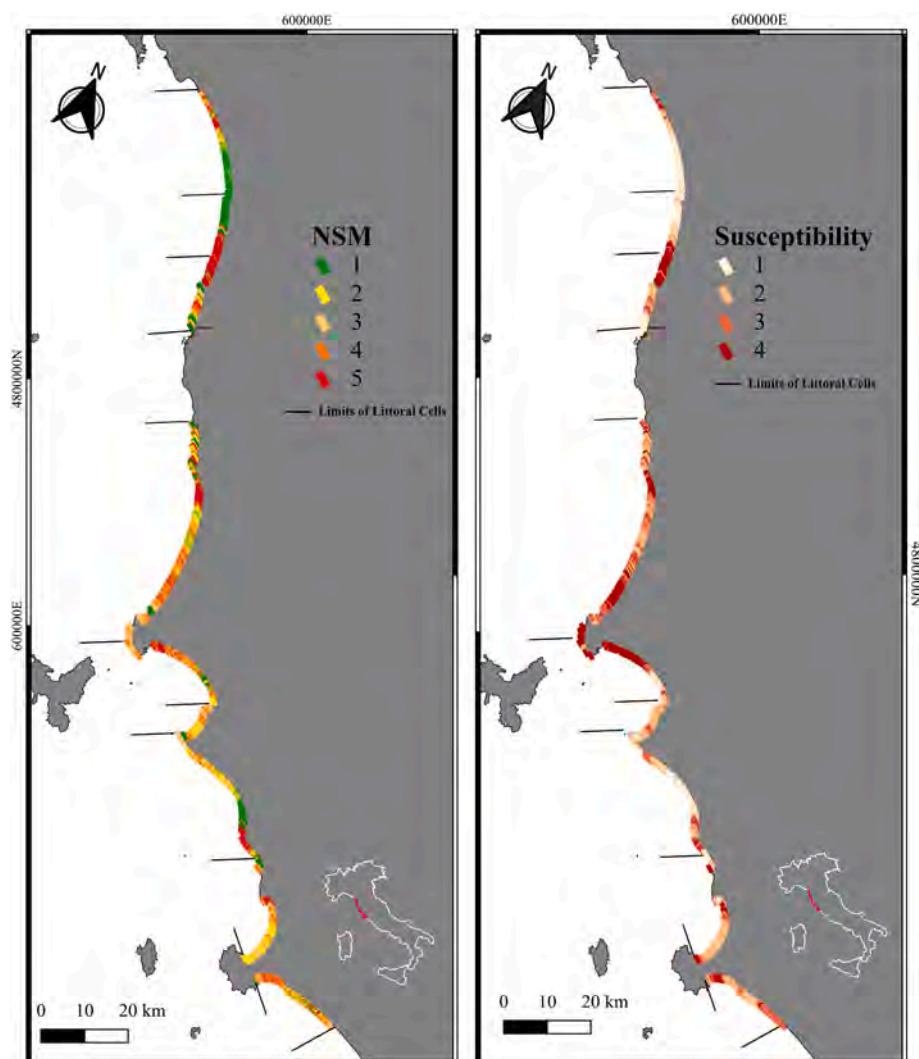 600000E
600000E
N
N
NSM
1
2
3
4
5
Limits of Littoral Cells
Susceptibility
1
2
3
4
Limits of Littoral Cells
4800000N
4800000N
600000E
0 10 20 km
0 10 20 km